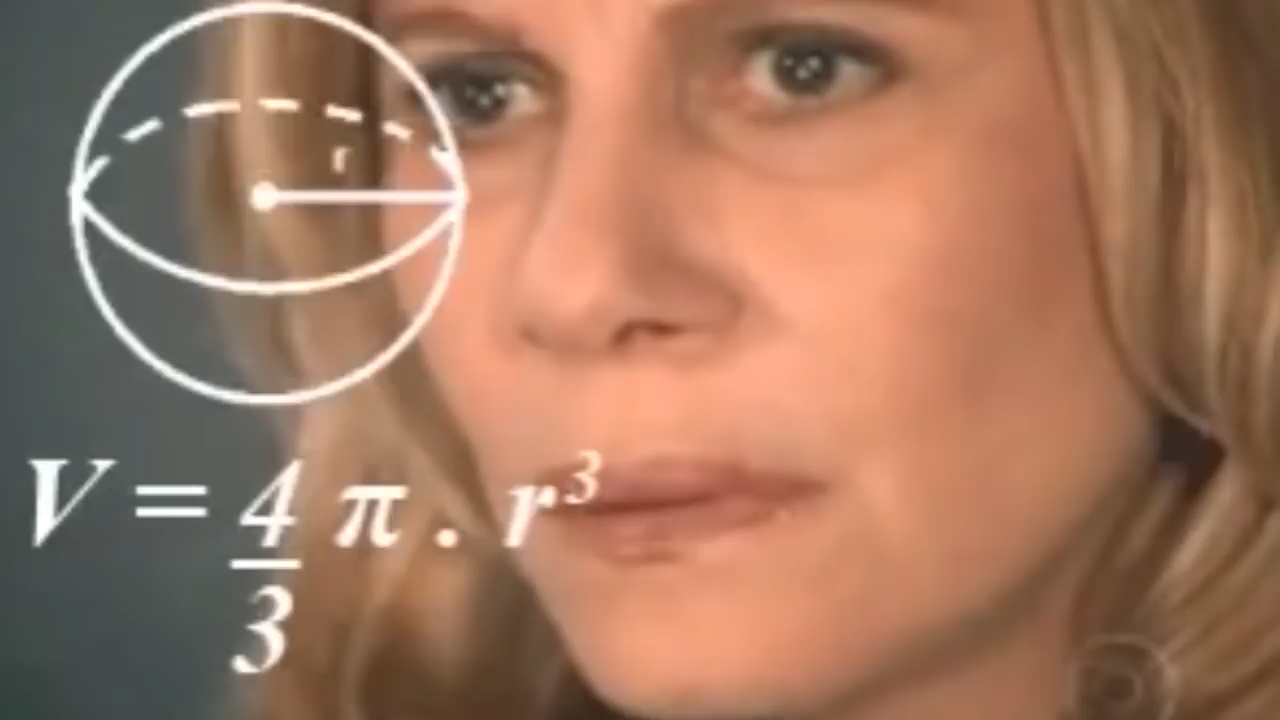 r
V = 4/3 π . r³